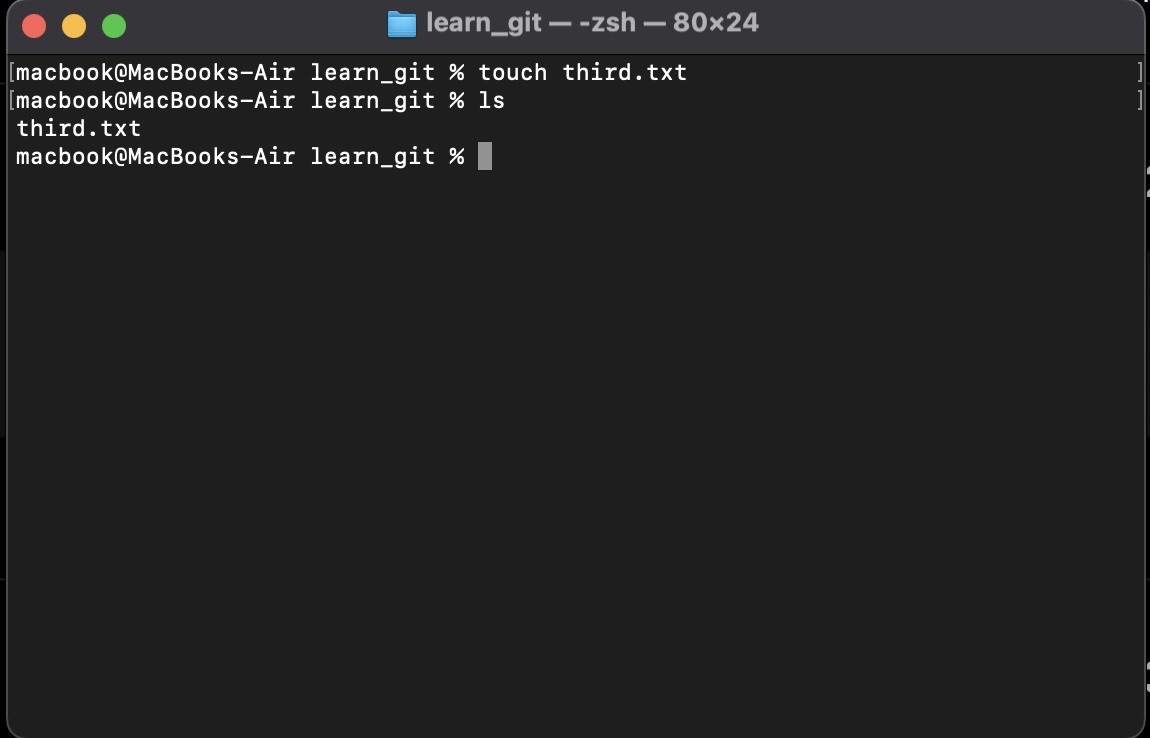 learn_git — -zsh — 80×24
[macbook@MacBooks-Air learn_git % touch third.txt ]
[macbook@MacBooks-Air learn_git % ls ]
third.txt
macbook@MacBooks-Air learn_git %